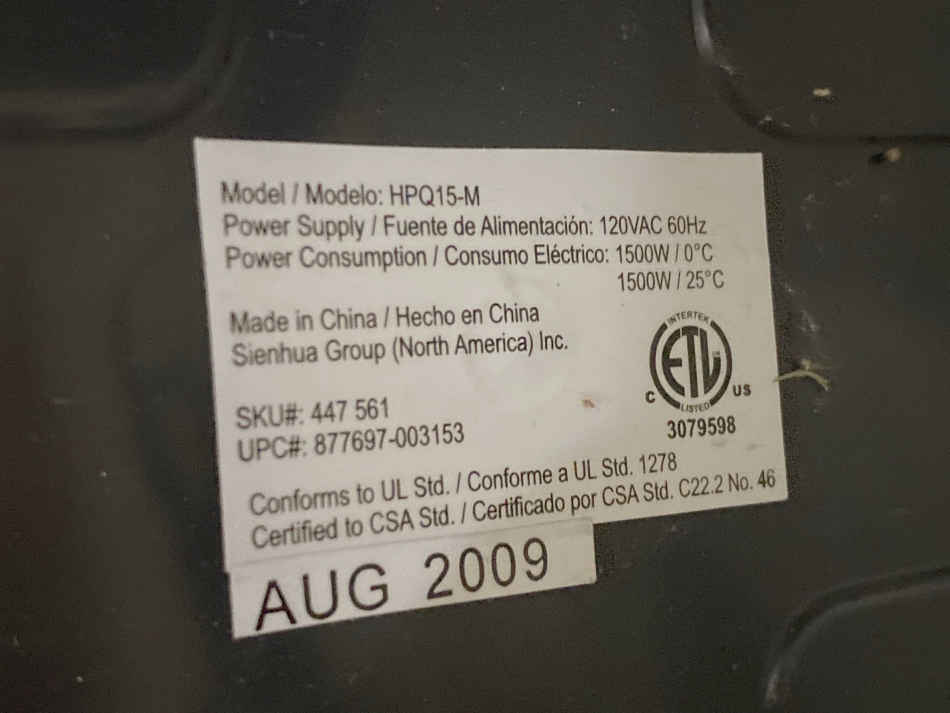 Model / Modelo: HPQ15-M
Power Supply / Fuente de Alimentación: 120VAC 60Hz
Power Consumption / Consumo Eléctrico: 1500W / 0°C
1500W / 25°C
Made in China / Hecho en China
Sienhua Group (North America) Inc.
INTERTEK
ETL
C US
LISTED
3079598
SKU#: 447 561
UPC#: 877697-003153
Conforms to UL Std. / Conforme a UL Std. 1278
Certified to CSA Std. / Certificado por CSA Std. C22.2 No. 46
AUG 2009